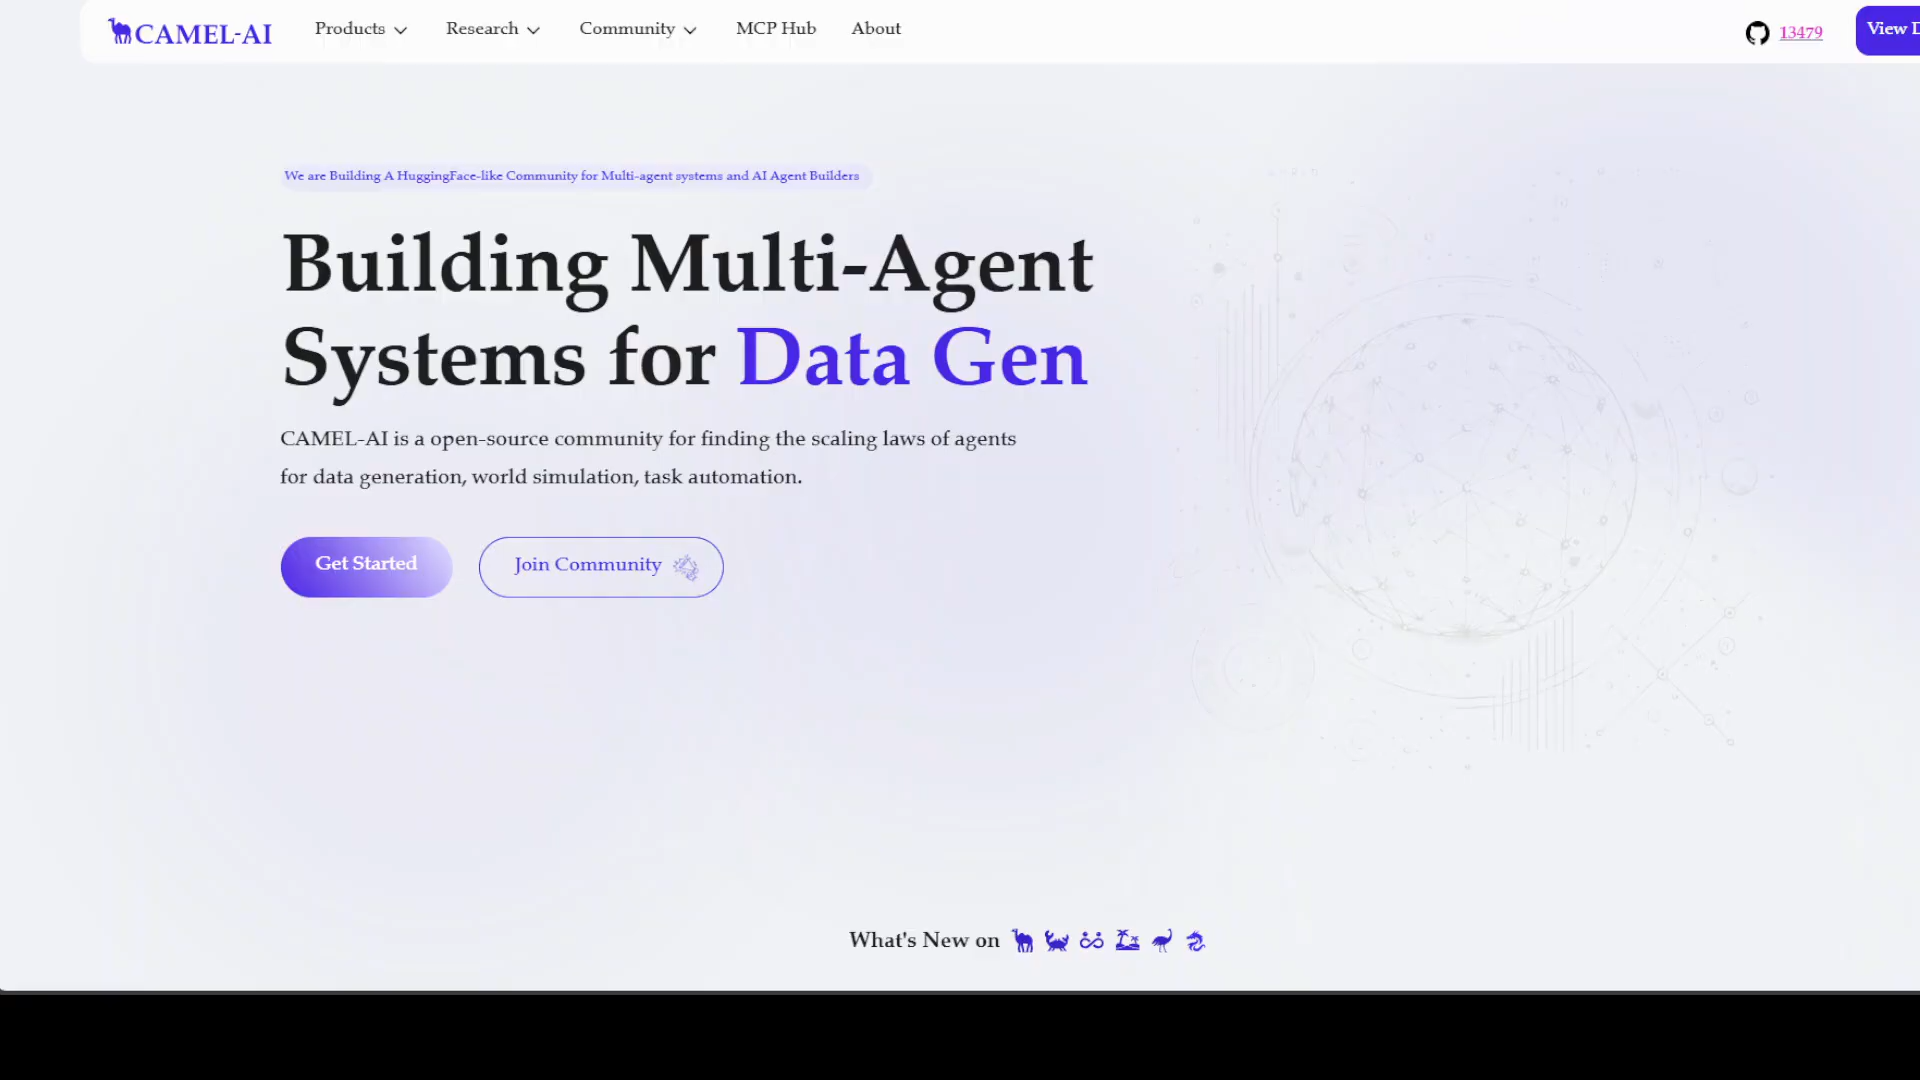 CAMEL-AI
Products
Research
Community
MCP Hub
About
13479
View
We are Building A HuggingFace-like Community for Multi-agent systems and AI Agent Builders
Building Multi-Agent
Systems for Data Gen
CAMEL-AI is a open-source community for finding the scaling laws of agents
for data generation, world simulation, task automation.
Get Started
Join Community
What's New on